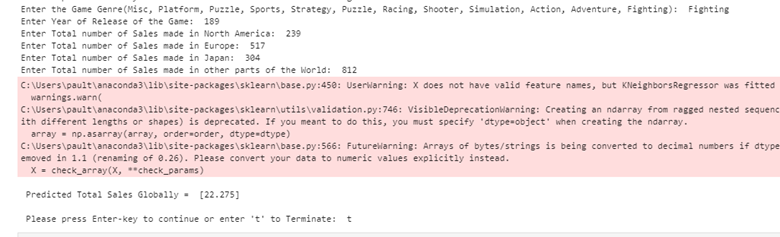 Enter the Game Genre(Misc, Platform, Puzzle, Sports, Strategy, Puzzle, Racing, Shooter, Simulation, Action, Adventure, Fighting):  Fighting
Enter Year of Release of the Game:  189
Enter Total number of Sales made in North America:  239
Enter Total number of Sales made in Europe:  517
Enter Total number of Sales made in Japan:  304
Enter Total number of Sales made in other parts of the World:  812
C:\Users\pault\anaconda3\lib\site-packages\sklearn\base.py:450: UserWarning: X does not have valid feature names, but KNeighborsRegressor was fitted
  warnings.warn(
C:\Users\pault\anaconda3\lib\site-packages\sklearn\utils\validation.py:746: VisibleDeprecationWarning: Creating an ndarray from ragged nested sequenc
ith different lengths or shapes) is deprecated. If you meant to do this, you must specify 'dtype=object' when creating the ndarray.
  array = np.asarray(array, order=order, dtype=dtype)
C:\Users\pault\anaconda3\lib\site-packages\sklearn\base.py:566: FutureWarning: Arrays of bytes/strings is being converted to decimal numbers if dtype
emoved in 1.1 (renaming of 0.26). Please convert your data to numeric values explicitly instead.
  X = check_array(X, **check_params)
Predicted Total Sales Globally =  [22.275]
Please press Enter-key to continue or enter 't' to Terminate:  t